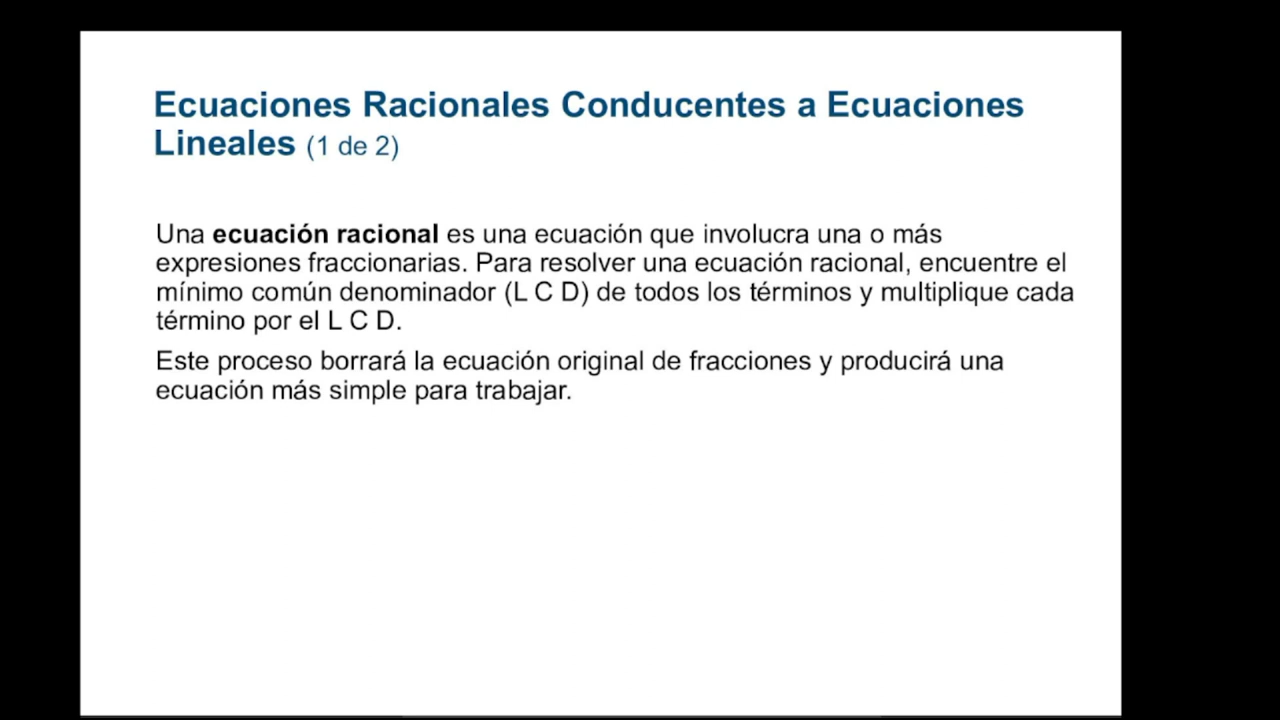 Ecuaciones Racionales Conducentes a Ecuaciones
Lineales (1 de 2)
Una ecuación racional es una ecuación que involucra una o más
expresiones fraccionarias. Para resolver una ecuación racional, encuentre el
mínimo común denominador (L C D) de todos los términos y multiplique cada
término por el L C D.
Este proceso borrará la ecuación original de fracciones y producirá una
ecuación más simple para trabajar.